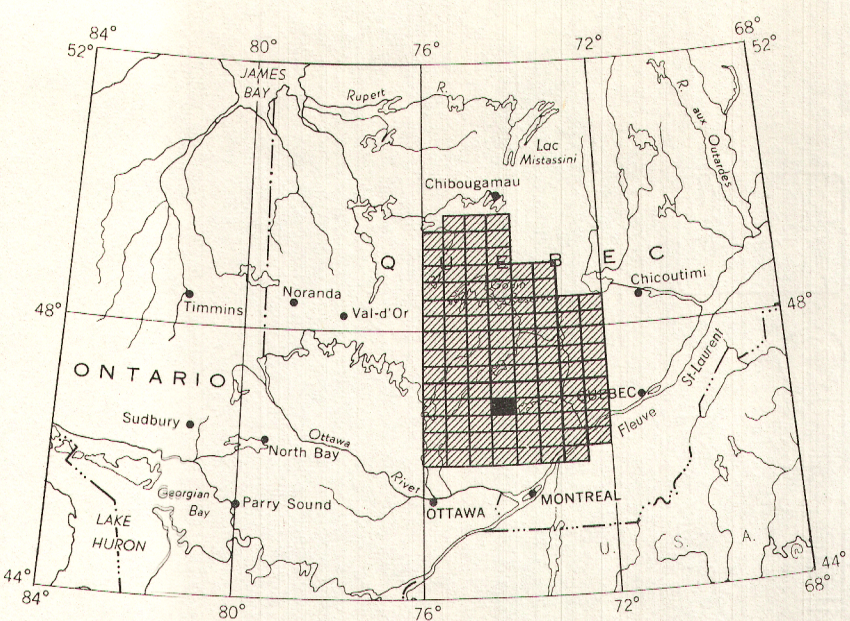 84° 80° 76° 72° 68°
52° 52°
JAMES
BAY
Rupert R.
R. aux Outardes
Lac
Mistassini
Chibougamau
Q U E B E C
Chicoutimi
Noranda
Timmins
Val-d'Or
48° 48°
St-Laurent
Fleuve
ONTARIO
QUEBEC
Sudbury
Ottawa
River
North Bay
Georgian
Bay
Parry Sound
OTTAWA
MONTREAL
LAKE
HURON
U. S. A.
44° 44°
84° 80° 76° 72° 68°